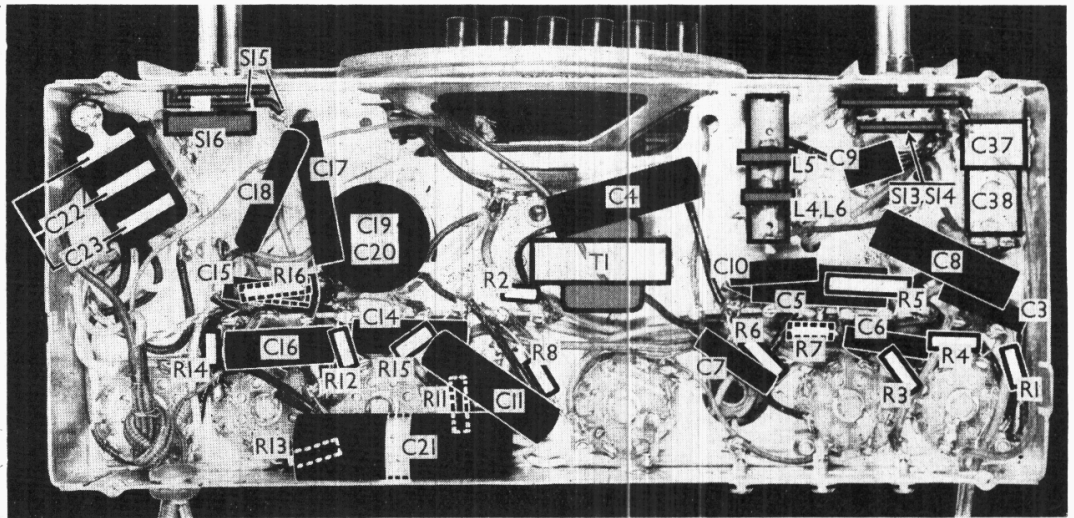 S15
S16
C17
C18
C4
C9
L5
C37
S13,S14
C38
L4,L6
C22
C23
C19
C20
T1
C10
C8
C15
R16
R2
C5
R5
C3
C14
R6
C6
R7
R4
C16
R14
R12
R15
R8
C7
R3
R1
R11
C11
R13
C21